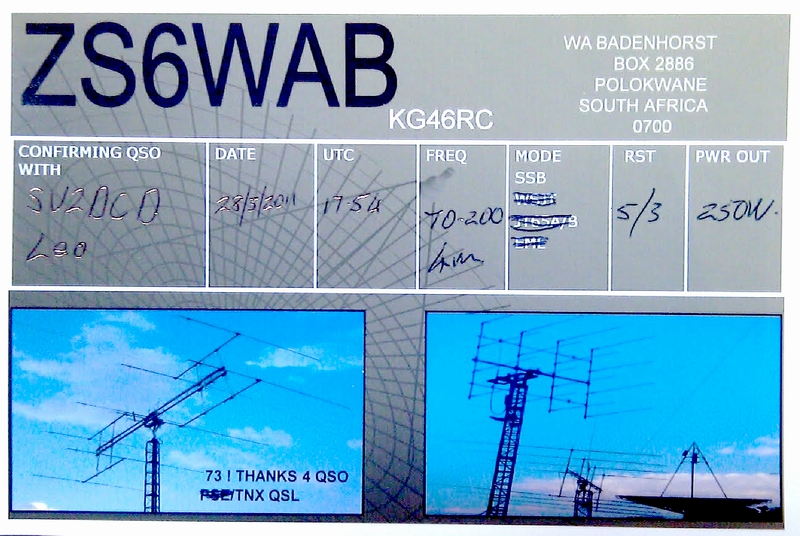 ZS6WAB
KG46RC
WA BADENHORST
BOX 2886
POLOKWANE
SOUTH AFRICA
0700
CONFIRMING QSO
WITH
SV2DCD
Leo
DATE
28/5/2011
UTC
17-54
FREQ
70-200
4m
MODE
SSB
RST
5/3
PWR OUT
250W.
73 ! THANKS 4 QSO
PSE/TNX QSL